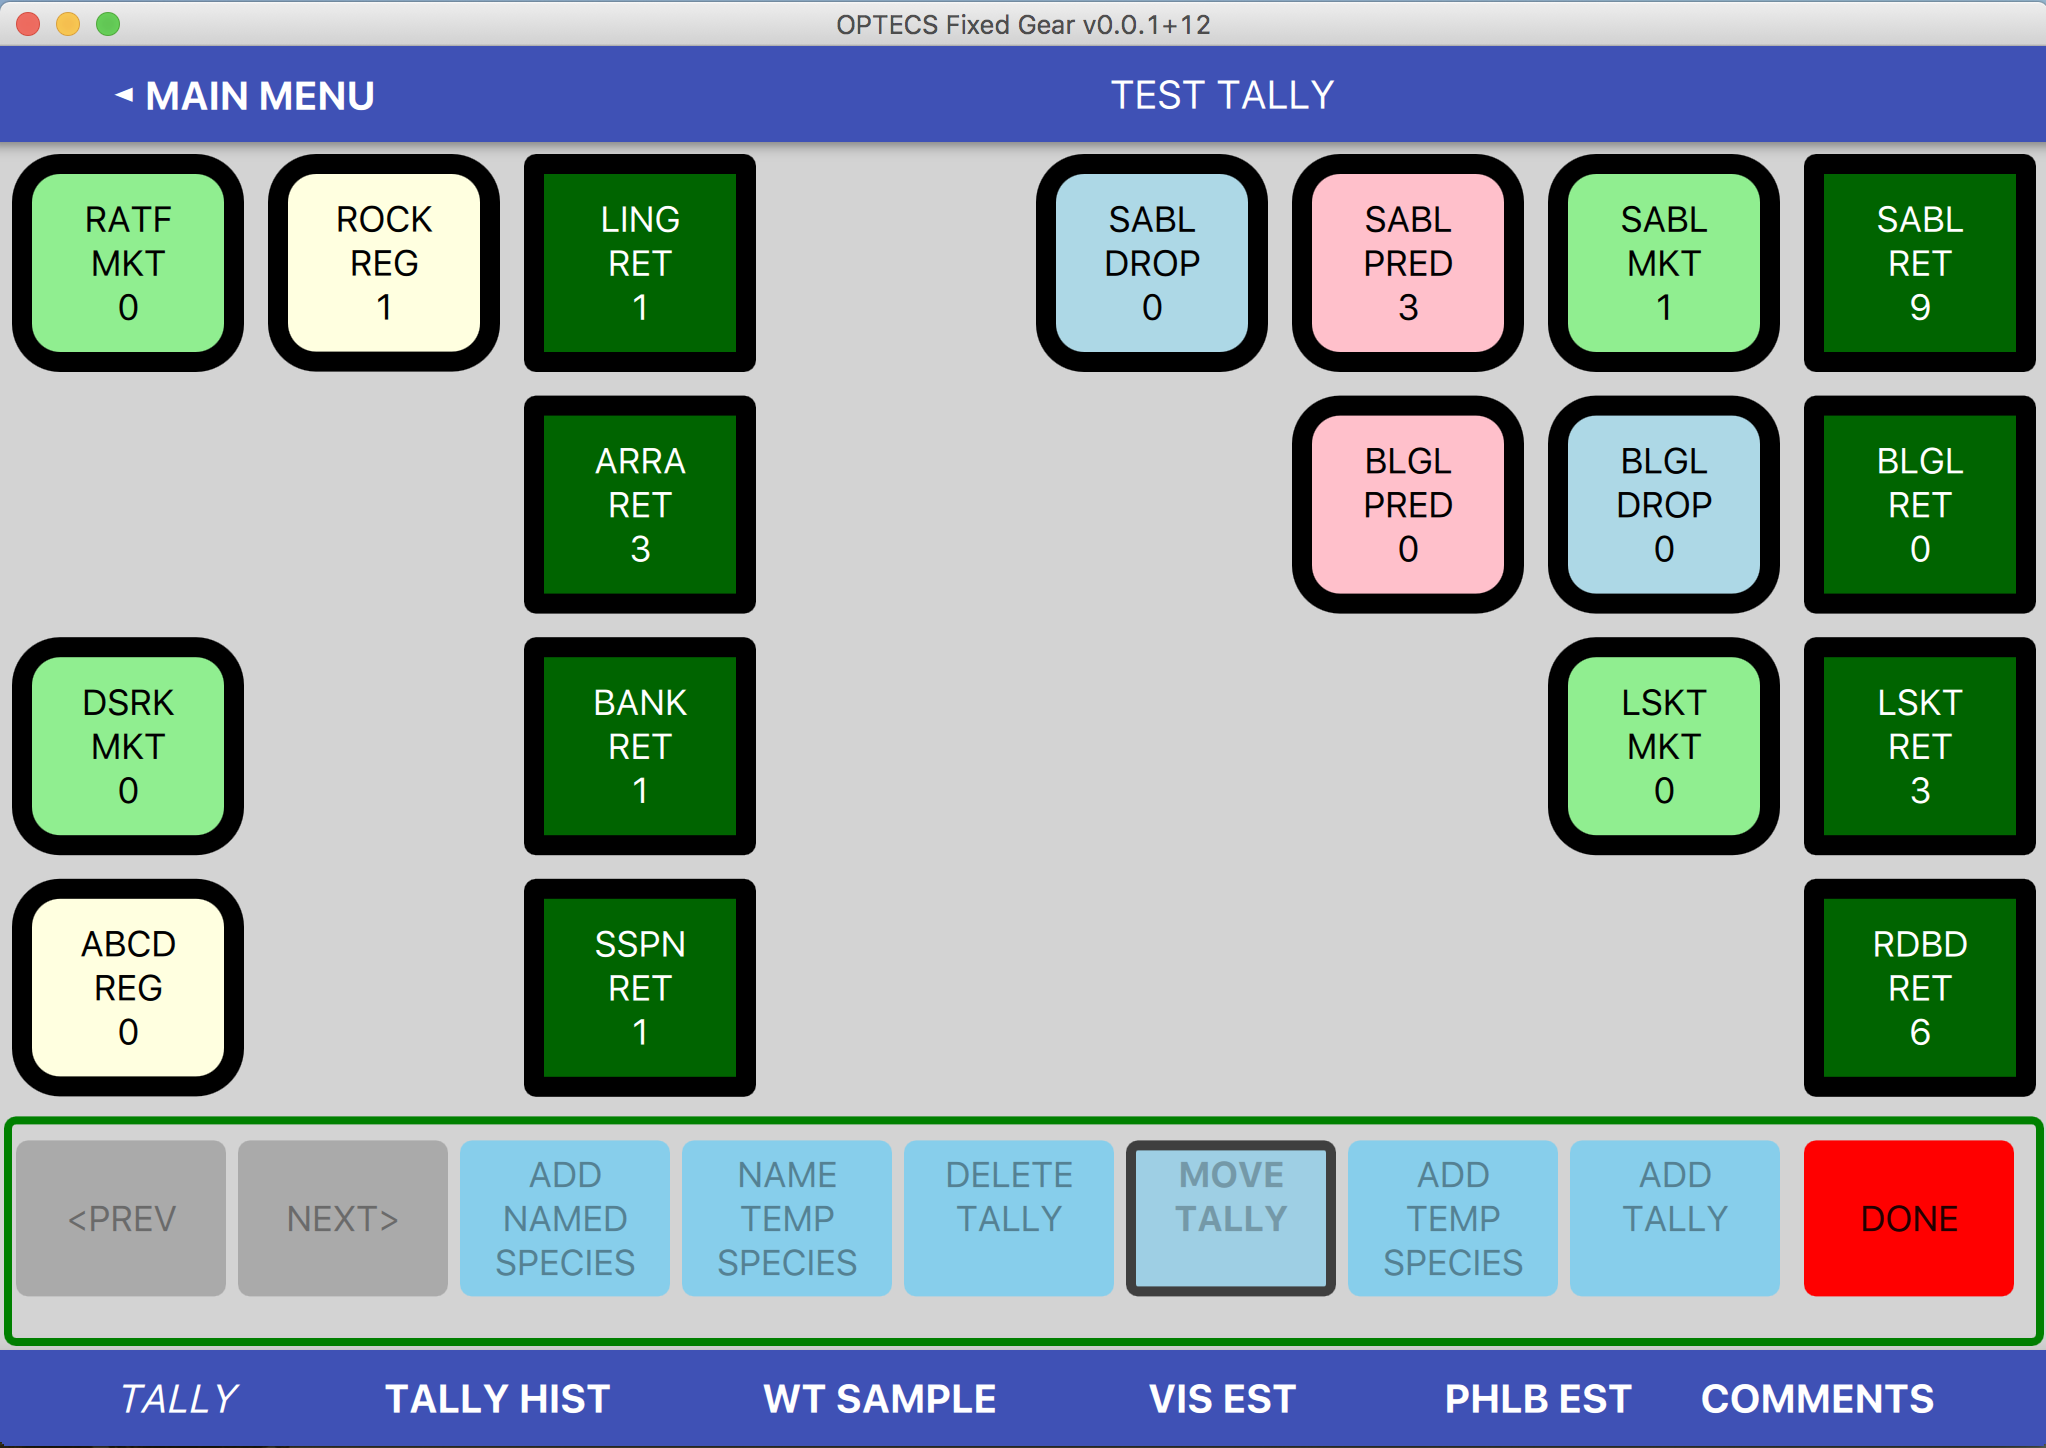 OPTECS Fixed Gear v0.0.1+12
◄ MAIN MENU
TEST TALLY
RATF
MKT
0
ROCK
REG
1
LING
RET
1
SABL
DROP
0
SABL
PRED
3
SABL
MKT
1
SABL
RET
9
ARRA
RET
3
BLGL
PRED
0
BLGL
DROP
0
BLGL
RET
0
DSRK
MKT
0
BANK
RET
1
LSKT
MKT
0
LSKT
RET
3
ABCD
REG
0
SSPN
RET
1
RDBD
RET
6
<PREV
NEXT>
ADD
NAMED
SPECIES
NAME
TEMP
SPECIES
DELETE
TALLY
MOVE
TALLY
ADD
TEMP
SPECIES
ADD
TALLY
DONE
TALLY
TALLY HIST
WT SAMPLE
VIS EST
PHLB EST
COMMENTS